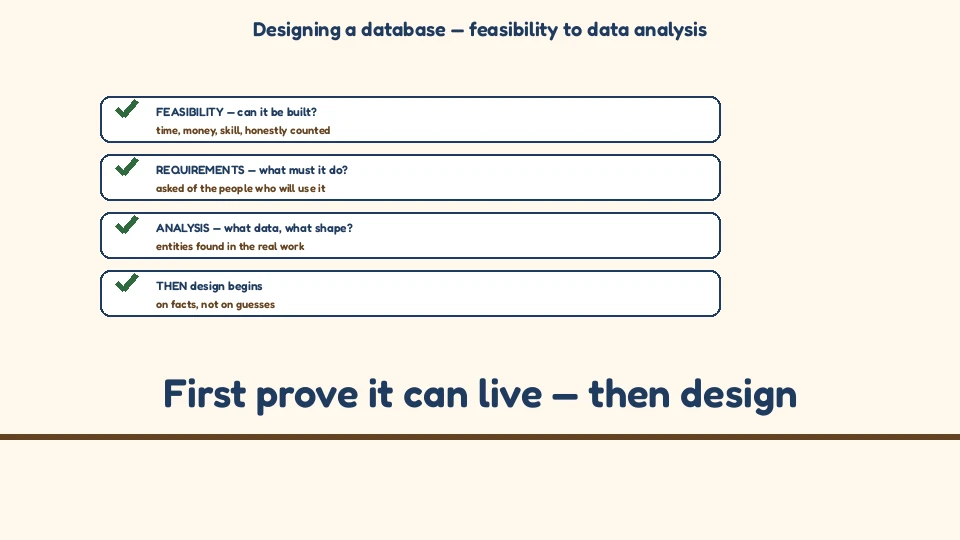 Designing a database — feasibility to data analysis
FEASIBILITY — can it be built?
time, money, skill, honestly counted
REQUIREMENTS — what must it do?
asked of the people who will use it
ANALYSIS — what data, what shape?
entities found in the real work
THEN design begins
on facts, not on guesses
First prove it can live — then design